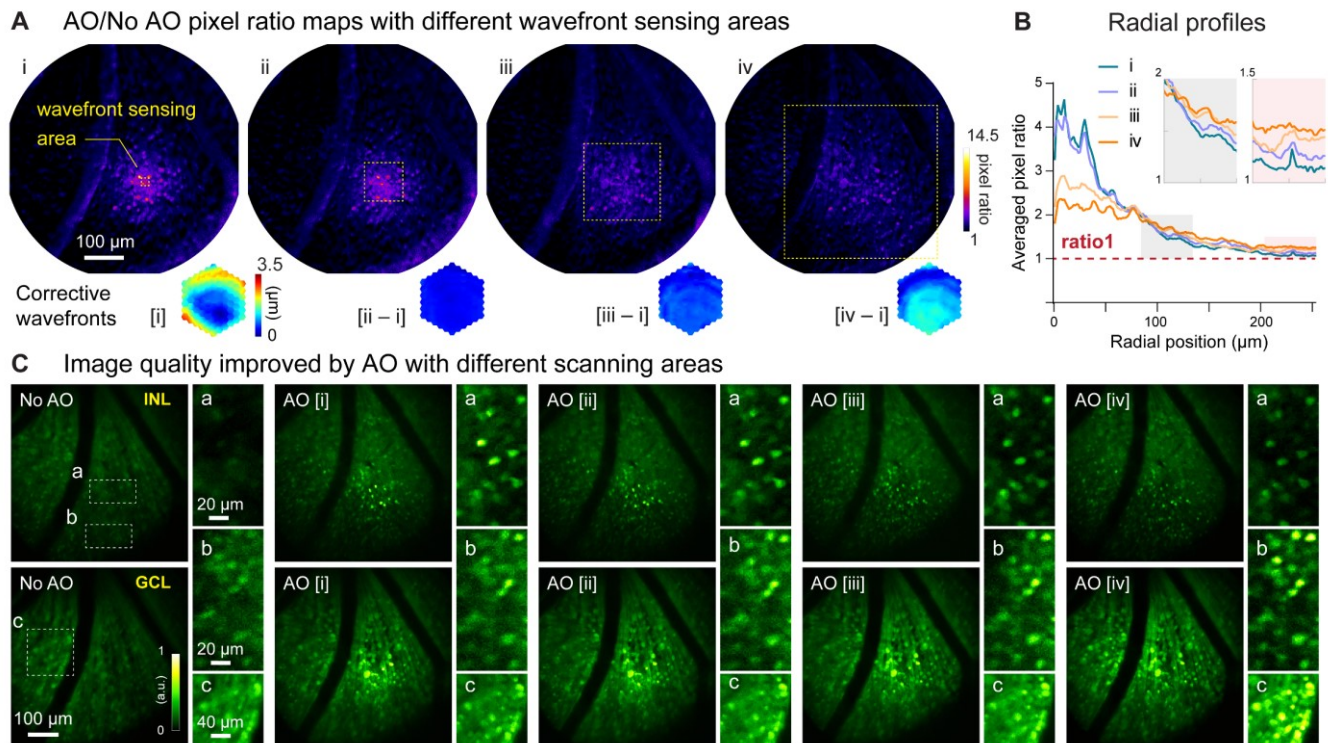 A AO/No AO pixel ratio maps with different wavefront sensing areas
i
wavefront sensing
area
100 µm
ii
iii
iv
14.5
pixel ratio
1
Corrective
wavefronts
[i]
3.5
(µm)
0
[ii – i]
[iii – i]
[iv – i]
B Radial profiles
Averaged pixel ratio
5
4
3
2
1
i
ii
iii
iv
2
1
1.5
1
ratio1
0
100
200
Radial position (µm)
C Image quality improved by AO with different scanning areas
No AO
INL
a
b
a
20 µm
AO [i]
a
AO [ii]
a
AO [iii]
a
AO [iv]
a
b
20 µm
b
b
b
b
No AO
GCL
c
1
(a.u.)
0
100 µm
c
40 µm
AO [i]
c
AO [ii]
c
AO [iii]
c
AO [iv]
c